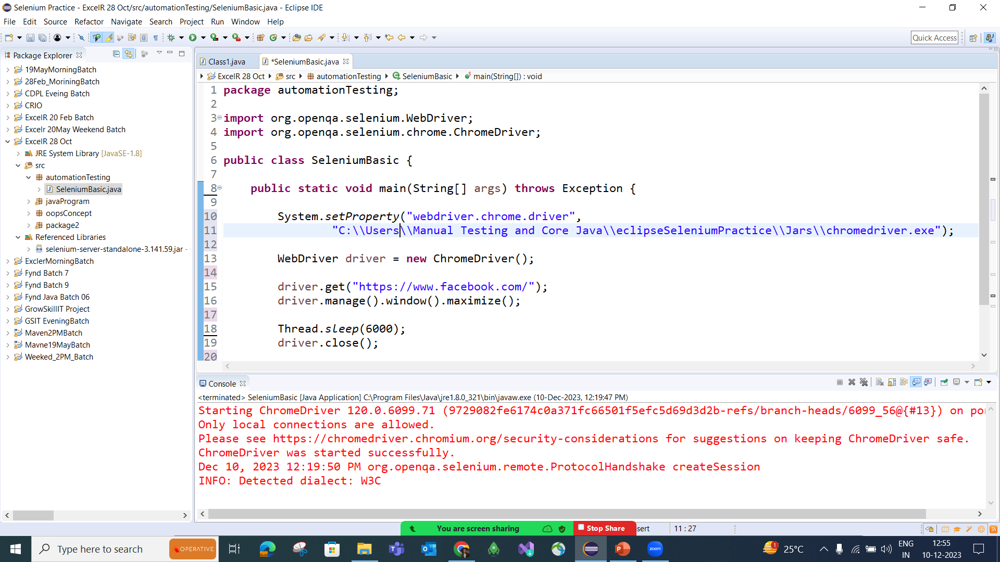 Selenium Practice - ExcelR 28 Oct/src/automationTesting/SeleniumBasic.java - Eclipse IDE
File Edit Source Refactor Navigate Search Project Run Window Help
Quick Access
Package Explorer
19MayMorningBatch
28Feb_MoriningBatch
CDPL Eveing Batch
CRIO
ExcelR 20 Feb Batch
Excelr 20May Weekend Batch
ExcelR 28 Oct
JRE System Library [JavaSE-1.8]
src
automationTesting
SeleniumBasic.java
javaProgram
oopsConcept
package2
Referenced Libraries
selenium-server-standalone-3.141.59.jar -
ExclerMorningBatch
Fynd Batch 7
Fynd Batch 9
Fynd Java Batch 06
GrowSkillIT Project
GSIT EveningBatch
Maven2PMBatch
Mavne19MayBatch
Weeked_2PM_Batch
Class1.java *SeleniumBasic.java
ExcelR 28 Oct src automationTesting SeleniumBasic main(String[]) : void
1 package automationTesting;
2
3 import org.openqa.selenium.WebDriver;
4 import org.openqa.selenium.chrome.ChromeDriver;
5
6 public class SeleniumBasic {
7
8 public static void main(String[] args) throws Exception {
9
10 System.setProperty("webdriver.chrome.driver",
11 "C:\\Users\\Manual Testing and Core Java\\eclipseSeleniumPractice\\Jars\\chromedriver.exe");
12
13 WebDriver driver = new ChromeDriver();
14
15 driver.get("https://www.facebook.com/");
16 driver.manage().window().maximize();
17
18 Thread.sleep(6000);
19 driver.close();
20
Console
<terminated> SeleniumBasic [Java Application] C:\Program Files\Java\jre1.8.0_321\bin\javaw.exe (10-Dec-2023, 12:19:47 PM)
Starting ChromeDriver 120.0.6099.71 (9729082fe6174c0a371fc66501f5efc5d69d3d2b-refs/branch-heads/6099_56@{#13}) on por
Only local connections are allowed.
Please see https://chromedriver.chromium.org/security-considerations for suggestions on keeping ChromeDriver safe.
ChromeDriver was started successfully.
Dec 10, 2023 12:19:50 PM org.openqa.selenium.remote.ProtocolHandshake createSession
INFO: Detected dialect: W3C
You are screen sharing Stop Share sert 11 : 27
Type here to search OPERATIVE zoom 1 25°C ENG 12:55
IN 10-12-2023